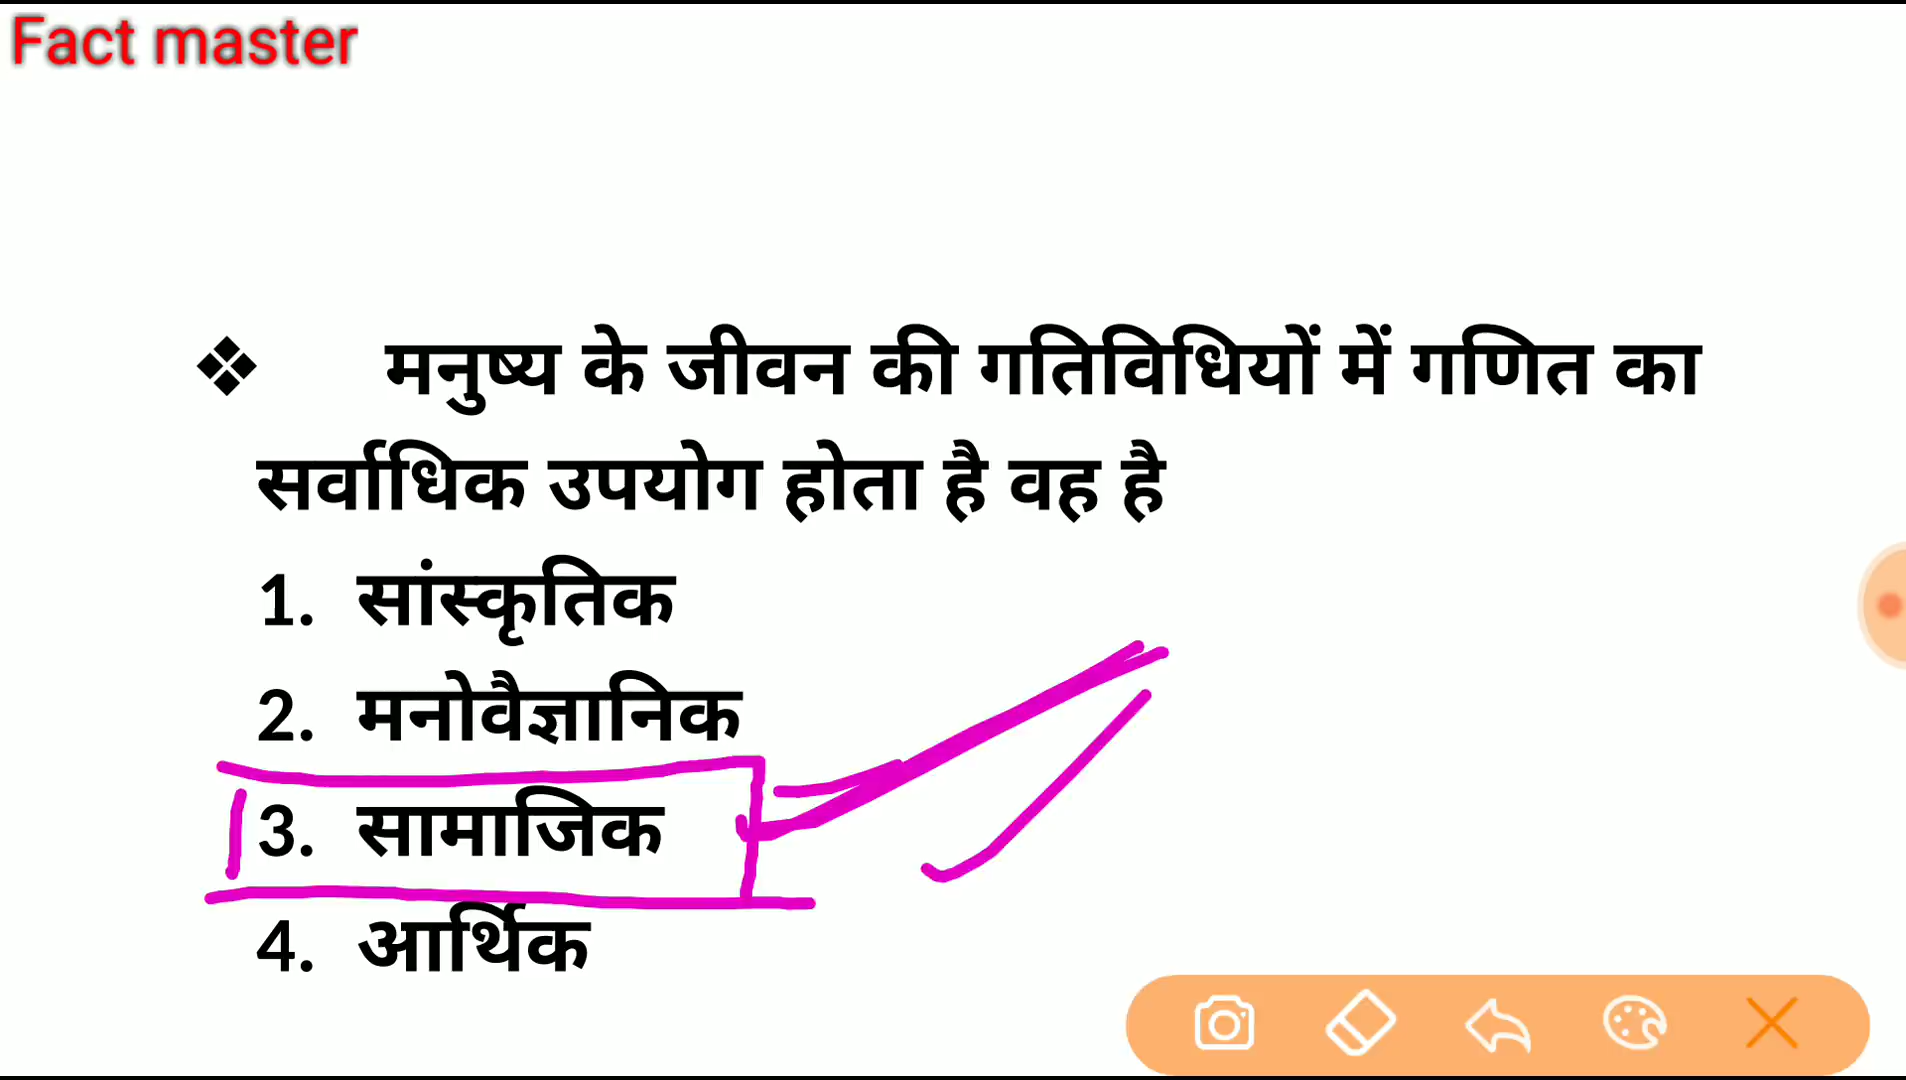 Fact master
❖ मनुष्य के जीवन की गतिविधियों में गणित का
सर्वाधिक उपयोग होता है वह है
1. सांस्कृतिक
2. मनोवैज्ञानिक
3. सामाजिक
4. आर्थिक